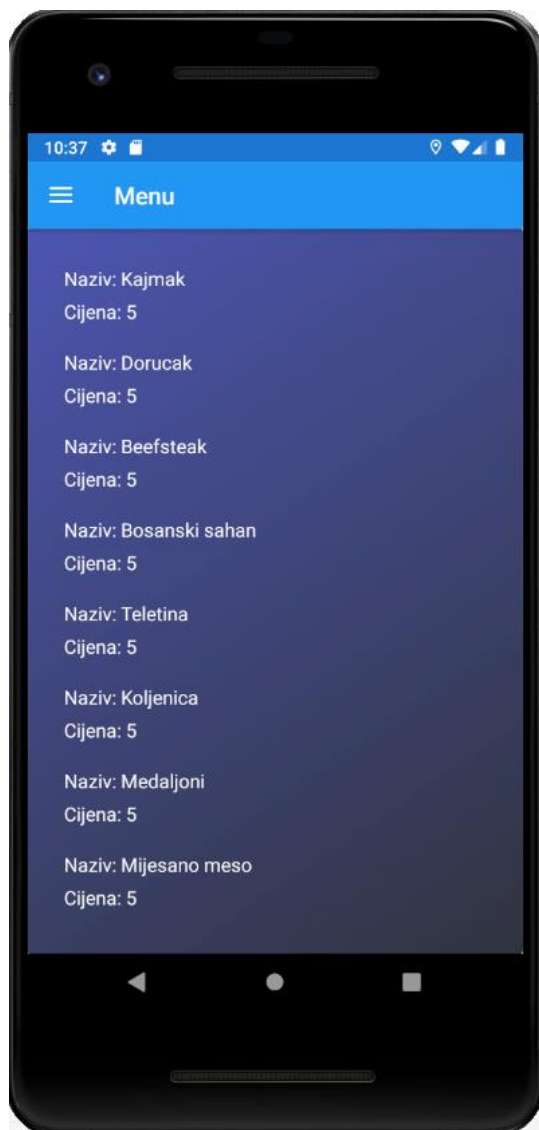 10:37
Menu
Naziv: Kajmak
Cijena: 5
Naziv: Dorucak
Cijena: 5
Naziv: Beefsteak
Cijena: 5
Naziv: Bosanski sahan
Cijena: 5
Naziv: Teletina
Cijena: 5
Naziv: Koljenica
Cijena: 5
Naziv: Medaljoni
Cijena: 5
Naziv: Mijesano meso
Cijena: 5